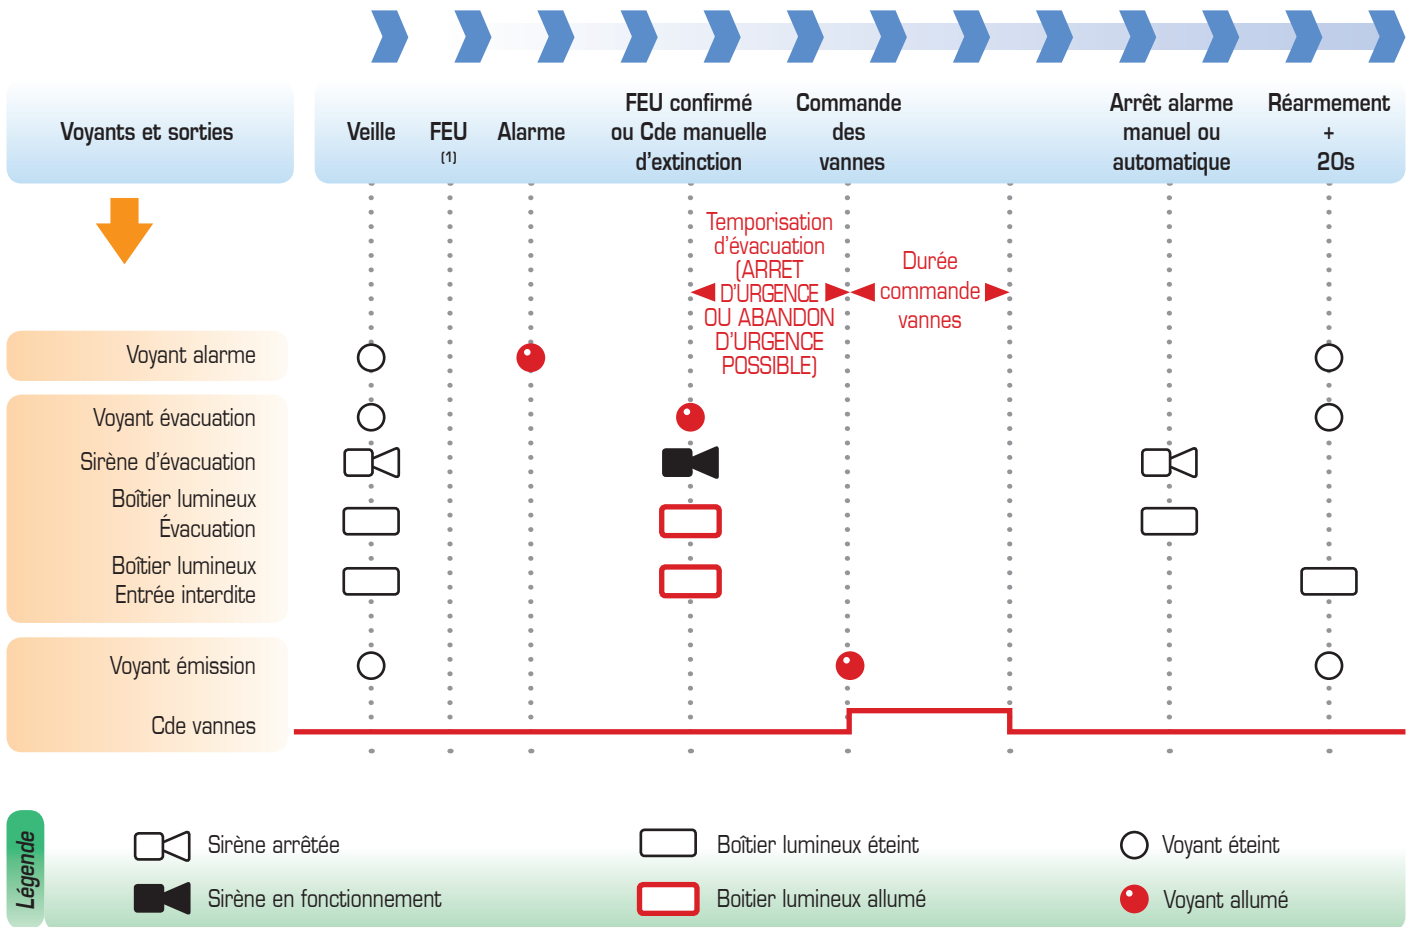 Voyants et sorties
Veille
FEU
(1)
Alarme
FEU confirmé
ou Cde manuelle
d'extinction
Commande
des
vannes
Arrêt alarme
manuel ou
automatique
Réarmement
+
20s
Temporisation
d'évacuation
(ARRET
D'URGENCE
OU ABANDON
D'URGENCE
POSSIBLE)
Durée
commande
vannes
Voyant alarme
Voyant évacuation
Sirène d'évacuation
Boîtier lumineux
Évacuation
Boîtier lumineux
Entrée interdite
Voyant émission
Cde vannes
Légende
Sirène arrêtée
Boîtier lumineux éteint
Voyant éteint
Sirène en fonctionnement
Boitier lumineux allumé
Voyant allumé